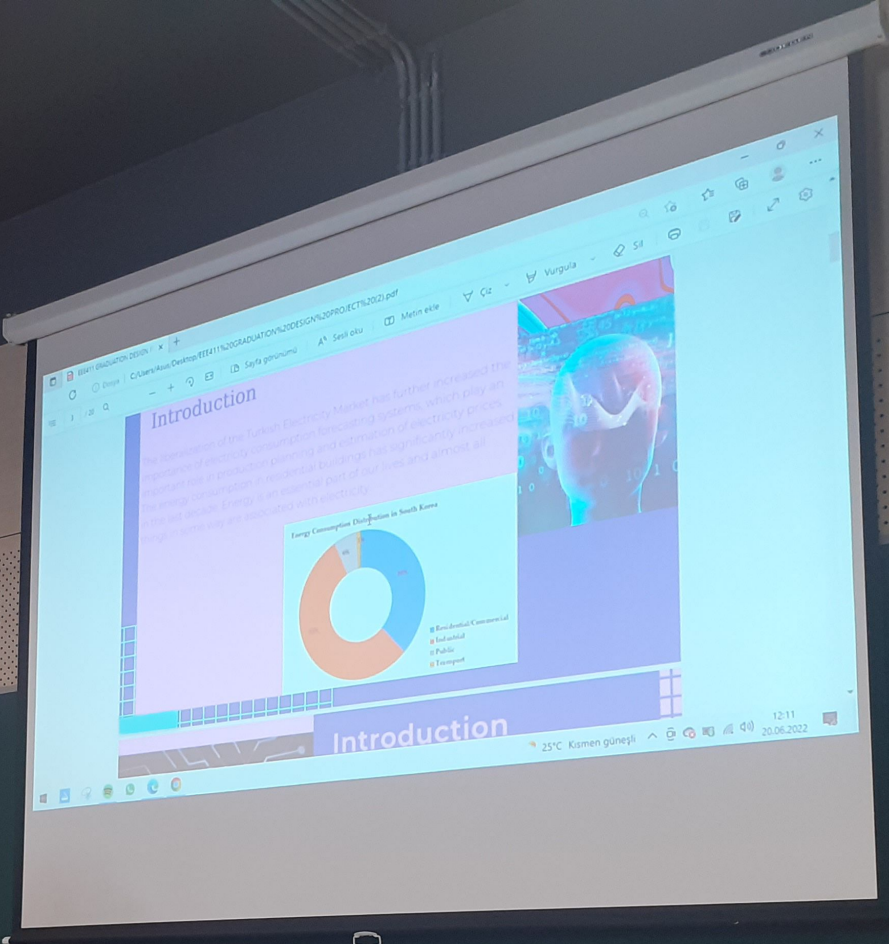 EEE411 GRADUATION DESIGN
C:/Users/Asus/Desktop/EEE411%20GRADUATION%20DESIGN%20PROJECT%20(2).pdf
Dosya
Sayfa görünümü
Sesli oku
Metin ekle
Çiz
Vurgula
Sil
Introduction
The liberalization of the Turkish Electricity Market has further increased the
importance of electricity consumption forecasting systems, which play an
important role in production planning and estimation of electricity prices.
The energy consumption in residential buildings has significantly increased
in the last decade. Energy is an essential part of our lives and almost all
things in some way are associated with electricity.
Energy Consumption Distribution in South Korea
Residential/Commercial
Industrial
Public
Transport
Introduction
25°C Kısmen güneşli
12:11
20.06.2022